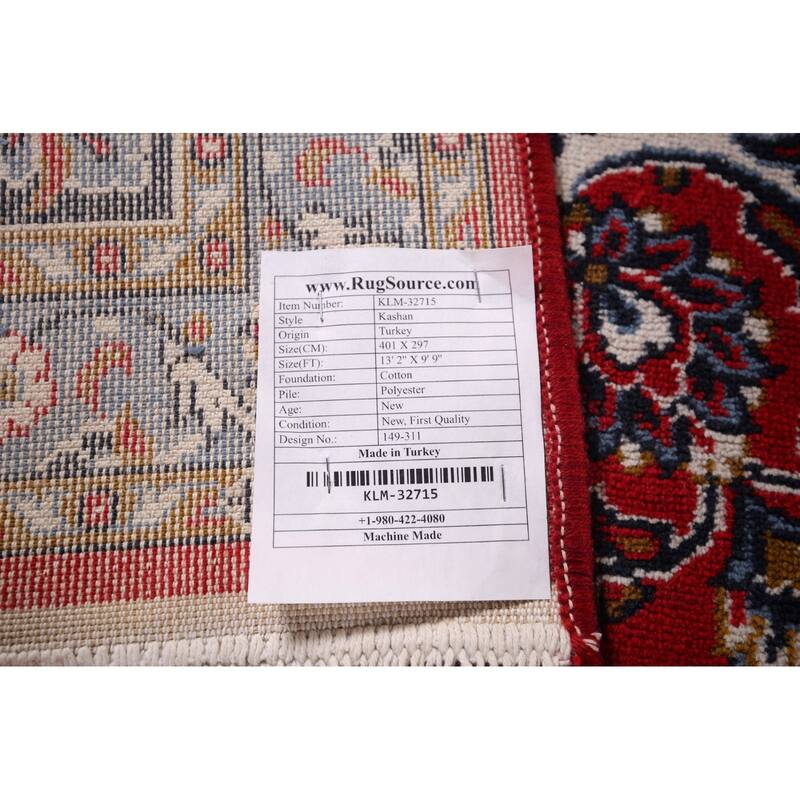 www.RugSource.com
Item Number: KLM-32715
Style Kashan
Origin Turkey
Size(CM): 401 X 297
Size(FT): 13' 2" X 9' 9"
Foundation: Cotton
Pile: Polyester
Age: New
Condition: New, First Quality
Design No.: 149-311
Made in Turkey
KLM-32715
+1-980-422-4080
Machine Made